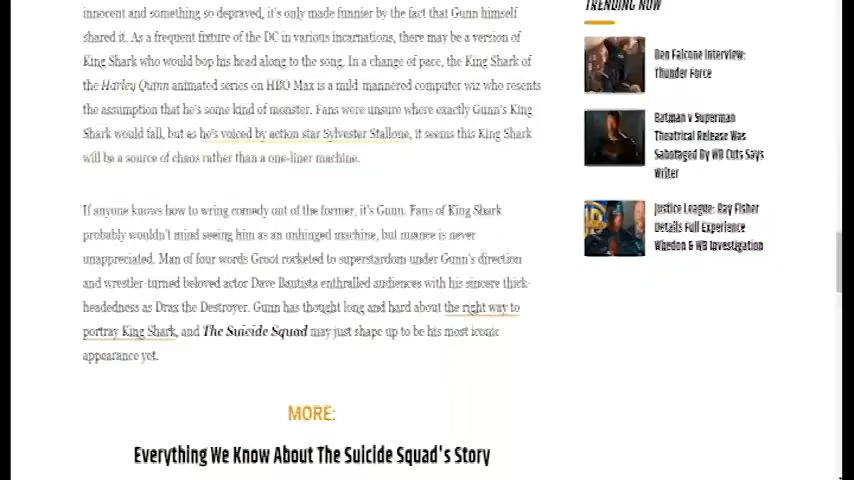 innocent and something so depraved, it's only made funnier by the fact that Gunn himself
shared it. As a frequent fixture of the DC in various incarnations, there may be a version of
King Shark who would bop his head along to the song. In a change of pace, the King Shark of
the Harley Quinn animated series on HBO Max is a mild-mannered computer wiz who resents
the assumption that he's some kind of monster. Fans were unsure where exactly Gunn's King
Shark would fall, but as he's voiced by action star Sylvester Stallone, it seems this King Shark
will be a source of chaos rather than a one-liner machine.
If anyone knows how to wring comedy out of the former, it's Gunn. Fans of King Shark
probably wouldn't mind seeing him as an unhinged machine, but nuance is never
unappreciated. Man of four words Groot rocketed to superstardom under Gunn's direction
and wrestler-turned beloved actor Dave Bautista enthralled audiences with his sincere thick-
headedness as Drax the Destroyer. Gunn has thought long and hard about the right way to
portray King Shark, and The Suicide Squad may just shape up to be his most iconic
appearance yet.
MORE:
Everything We Know About The Suicide Squad's Story
TRENDING NOW
Ben Falcone Interview:
Thunder Force
Batman v Superman
Theatrical Release Was
Sabotaged By WB Cuts Says
Writer
Justice League: Ray Fisher
Details Full Experience
Whedon & WB Investigation